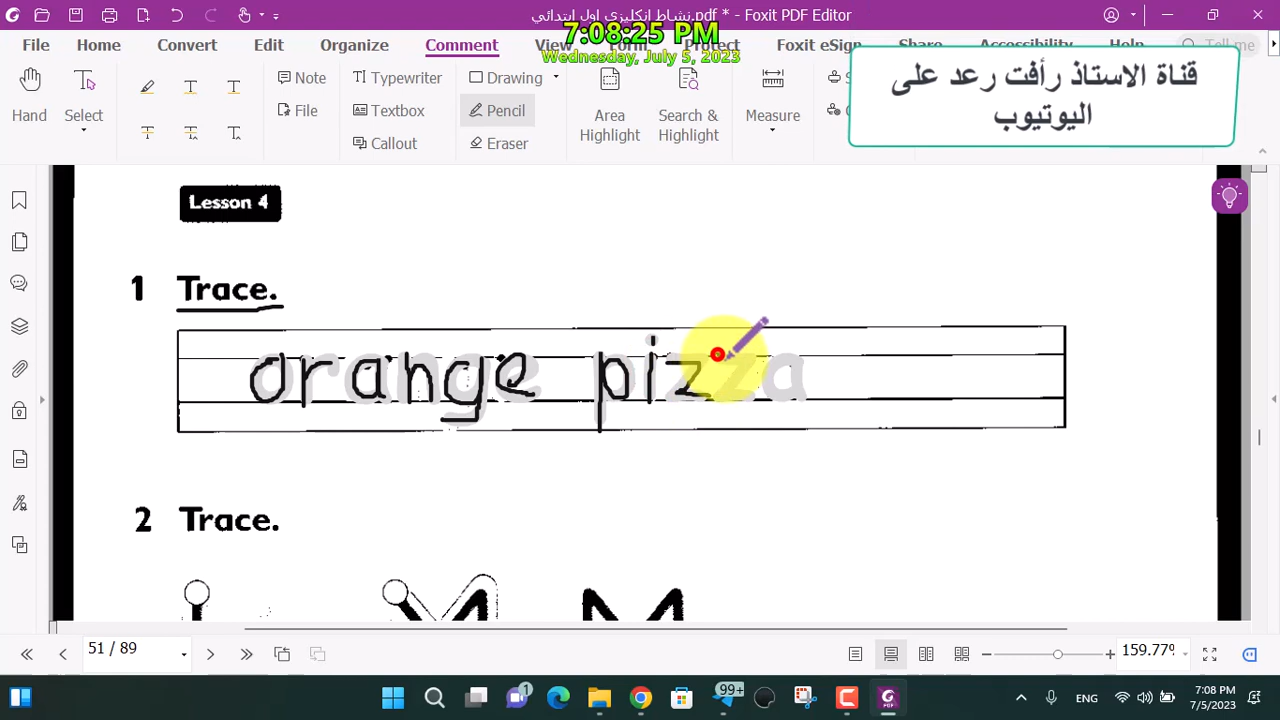 نشاط انكليزي اول ابتدائي.pdf * - Foxit PDF Editor
7:08:25 PM
Wednesday, July 5, 2023
File Home Convert Edit Organize Comment View Form Protect Foxit eSign Share Accessibility Help Tell me
قناة الاستاذ رأفت رعد على
اليوتيوب
Hand
Select
Note
File
Typewriter
Textbox
Callout
Drawing
Pencil
Eraser
Area
Highlight
Search &
Highlight
Measure
Lesson 4
1 Trace.
orange pizza
2 Trace.
51 / 89
159.77%
99+
1
ENG
7:08 PM
7/5/2023